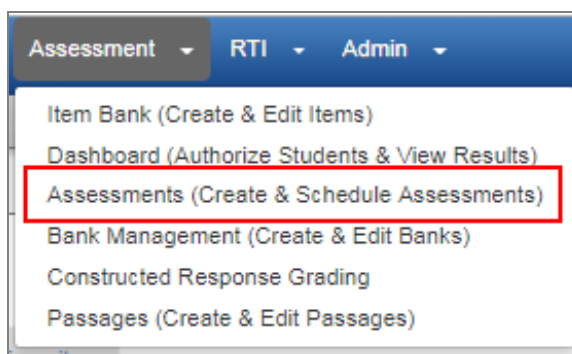 Assessment RTI Admin
Item Bank (Create & Edit Items)
Dashboard (Authorize Students & View Results)
Assessments (Create & Schedule Assessments)
Bank Management (Create & Edit Banks)
Constructed Response Grading
Passages (Create & Edit Passages)